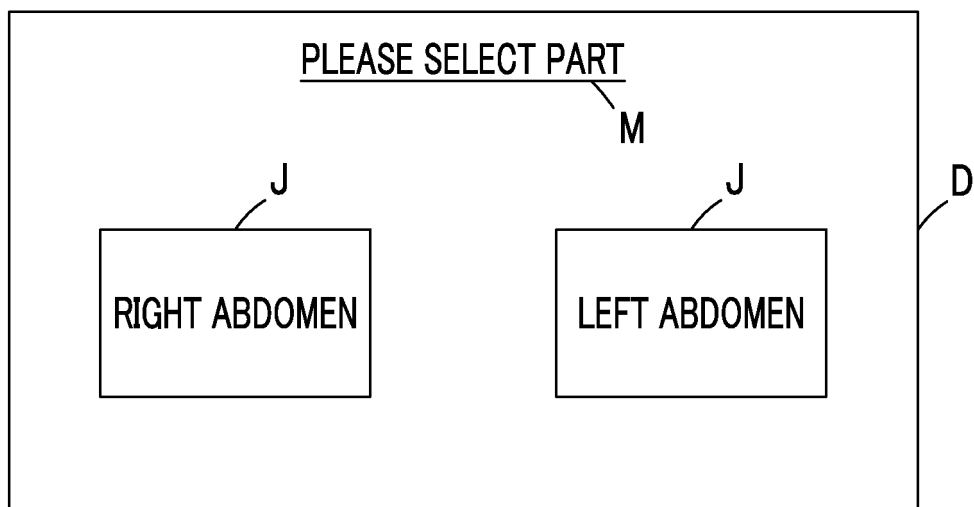 PLEASE SELECT PART
M
J
J
D
RIGHT ABDOMEN
LEFT ABDOMEN